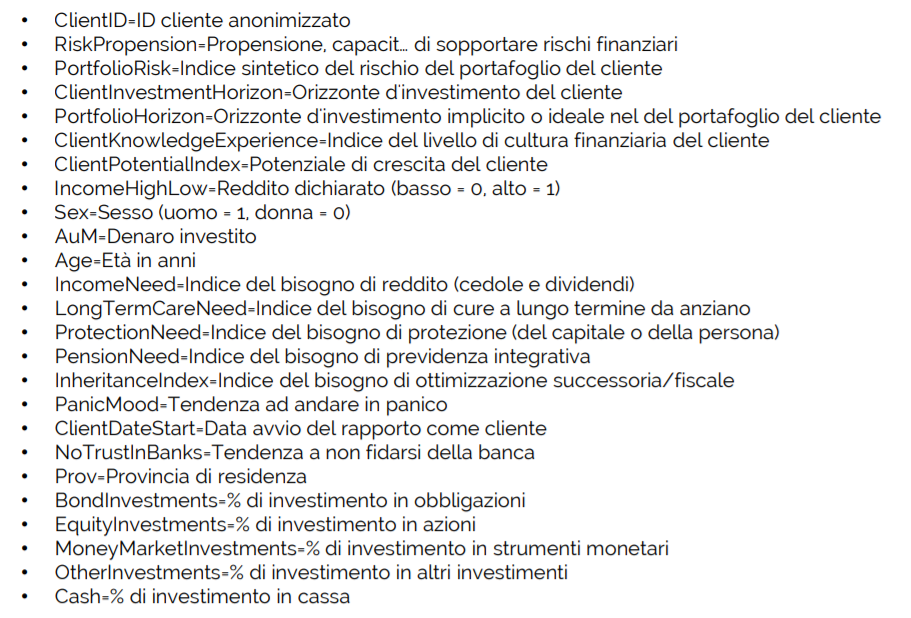 • ClientID=ID cliente anonimizzato
• RiskPropension=Propensione, capacit... di sopportare rischi finanziari
• PortfolioRisk=Indice sintetico del rischio del portafoglio del cliente
• ClientInvestmentHorizon=Orizzonte d'investimento del cliente
• PortfolioHorizon=Orizzonte d'investimento implicito o ideale nel del portafoglio del cliente
• ClientKnowledgeExperience=Indice del livello di cultura finanziaria del cliente
• ClientPotentialIndex=Potenziale di crescita del cliente
• IncomeHighLow=Reddito dichiarato (basso = 0, alto = 1)
• Sex=Sesso (uomo = 1, donna = 0)
• AuM=Denaro investito
• Age=Età in anni
• IncomeNeed=Indice del bisogno di reddito (cedole e dividendi)
• LongTermCareNeed=Indice del bisogno di cure a lungo termine da anziano
• ProtectionNeed=Indice del bisogno di protezione (del capitale o della persona)
• PensionNeed=Indice del bisogno di previdenza integrativa
• InheritanceIndex=Indice del bisogno di ottimizzazione successoria/fiscale
• PanicMood=Tendenza ad andare in panico
• ClientDateStart=Data avvio del rapporto come cliente
• NoTrustInBanks=Tendenza a non fidarsi della banca
• Prov=Provincia di residenza
• BondInvestments=% di investimento in obbligazioni
• EquityInvestments=% di investimento in azioni
• MoneyMarketInvestments=% di investimento in strumenti monetari
• OtherInvestments=% di investimento in altri investimenti
• Cash=% di investimento in cassa